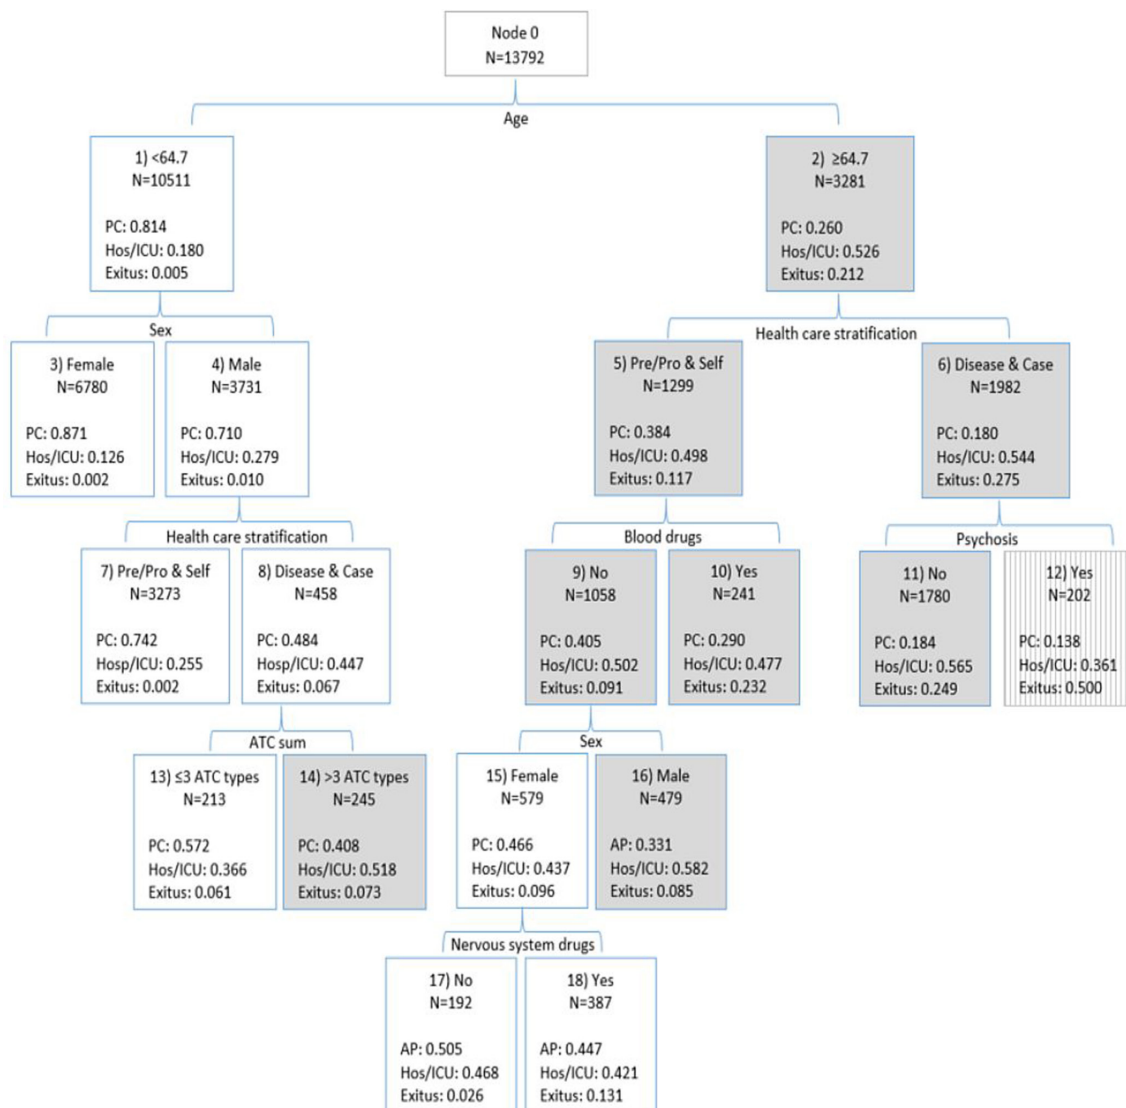 Node 0
N=13792
Age
1) <64.7
N=10511
PC: 0.814
Hos/ICU: 0.180
Exitus: 0.005
2) ≥64.7
N=3281
PC: 0.260
Hos/ICU: 0.526
Exitus: 0.212
Sex
3) Female
N=6780
PC: 0.871
Hos/ICU: 0.126
Exitus: 0.002
4) Male
N=3731
PC: 0.710
Hos/ICU: 0.279
Exitus: 0.010
Health care stratification
5) Pre/Pro & Self
N=1299
PC: 0.384
Hos/ICU: 0.498
Exitus: 0.117
6) Disease & Case
N=1982
PC: 0.180
Hos/ICU: 0.544
Exitus: 0.275
Health care stratification
7) Pre/Pro & Self
N=3273
PC: 0.742
Hosp/ICU: 0.255
Exitus: 0.002
8) Disease & Case
N=458
PC: 0.484
Hosp/ICU: 0.447
Exitus: 0.067
Blood drugs
9) No
N=1058
PC: 0.405
Hos/ICU: 0.502
Exitus: 0.091
10) Yes
N=241
PC: 0.290
Hos/ICU: 0.477
Exitus: 0.232
Psychosis
11) No
N=1780
PC: 0.184
Hos/ICU: 0.565
Exitus: 0.249
12) Yes
N=202
PC: 0.138
Hos/ICU: 0.361
Exitus: 0.500
ATC sum
13) ≤3 ATC types
N=213
PC: 0.572
Hos/ICU: 0.366
Exitus: 0.061
14) >3 ATC types
N=245
PC: 0.408
Hos/ICU: 0.518
Exitus: 0.073
Sex
15) Female
N=579
PC: 0.466
Hos/ICU: 0.437
Exitus: 0.096
16) Male
N=479
AP: 0.331
Hos/ICU: 0.582
Exitus: 0.085
Nervous system drugs
17) No
N=192
AP: 0.505
Hos/ICU: 0.468
Exitus: 0.026
18) Yes
N=387
AP: 0.447
Hos/ICU: 0.421
Exitus: 0.131